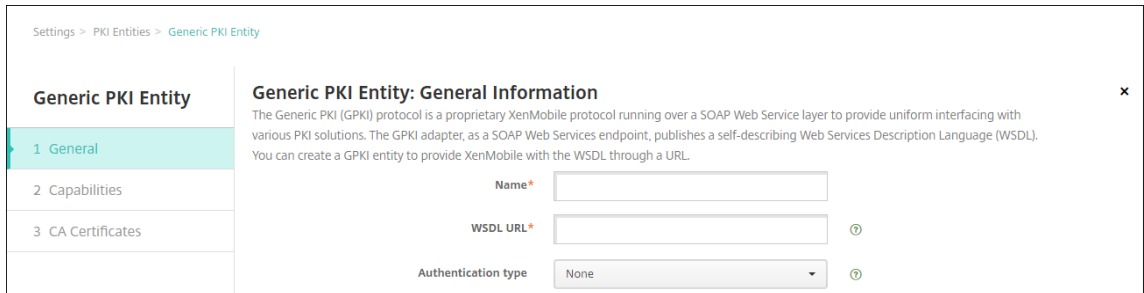 Settings > PKI Entities > Generic PKI Entity
Generic PKI Entity
1 General
2 Capabilities
3 CA Certificates
Generic PKI Entity: General Information
×
The Generic PKI (GPKI) protocol is a proprietary XenMobile protocol running over a SOAP Web Service layer to provide uniform interfacing with
various PKI solutions. The GPKI adapter, as a SOAP Web Services endpoint, publishes a self-describing Web Services Description Language (WSDL).
You can create a GPKI entity to provide XenMobile with the WSDL through a URL.
Name*
WSDL URL*
?
Authentication type
None
?